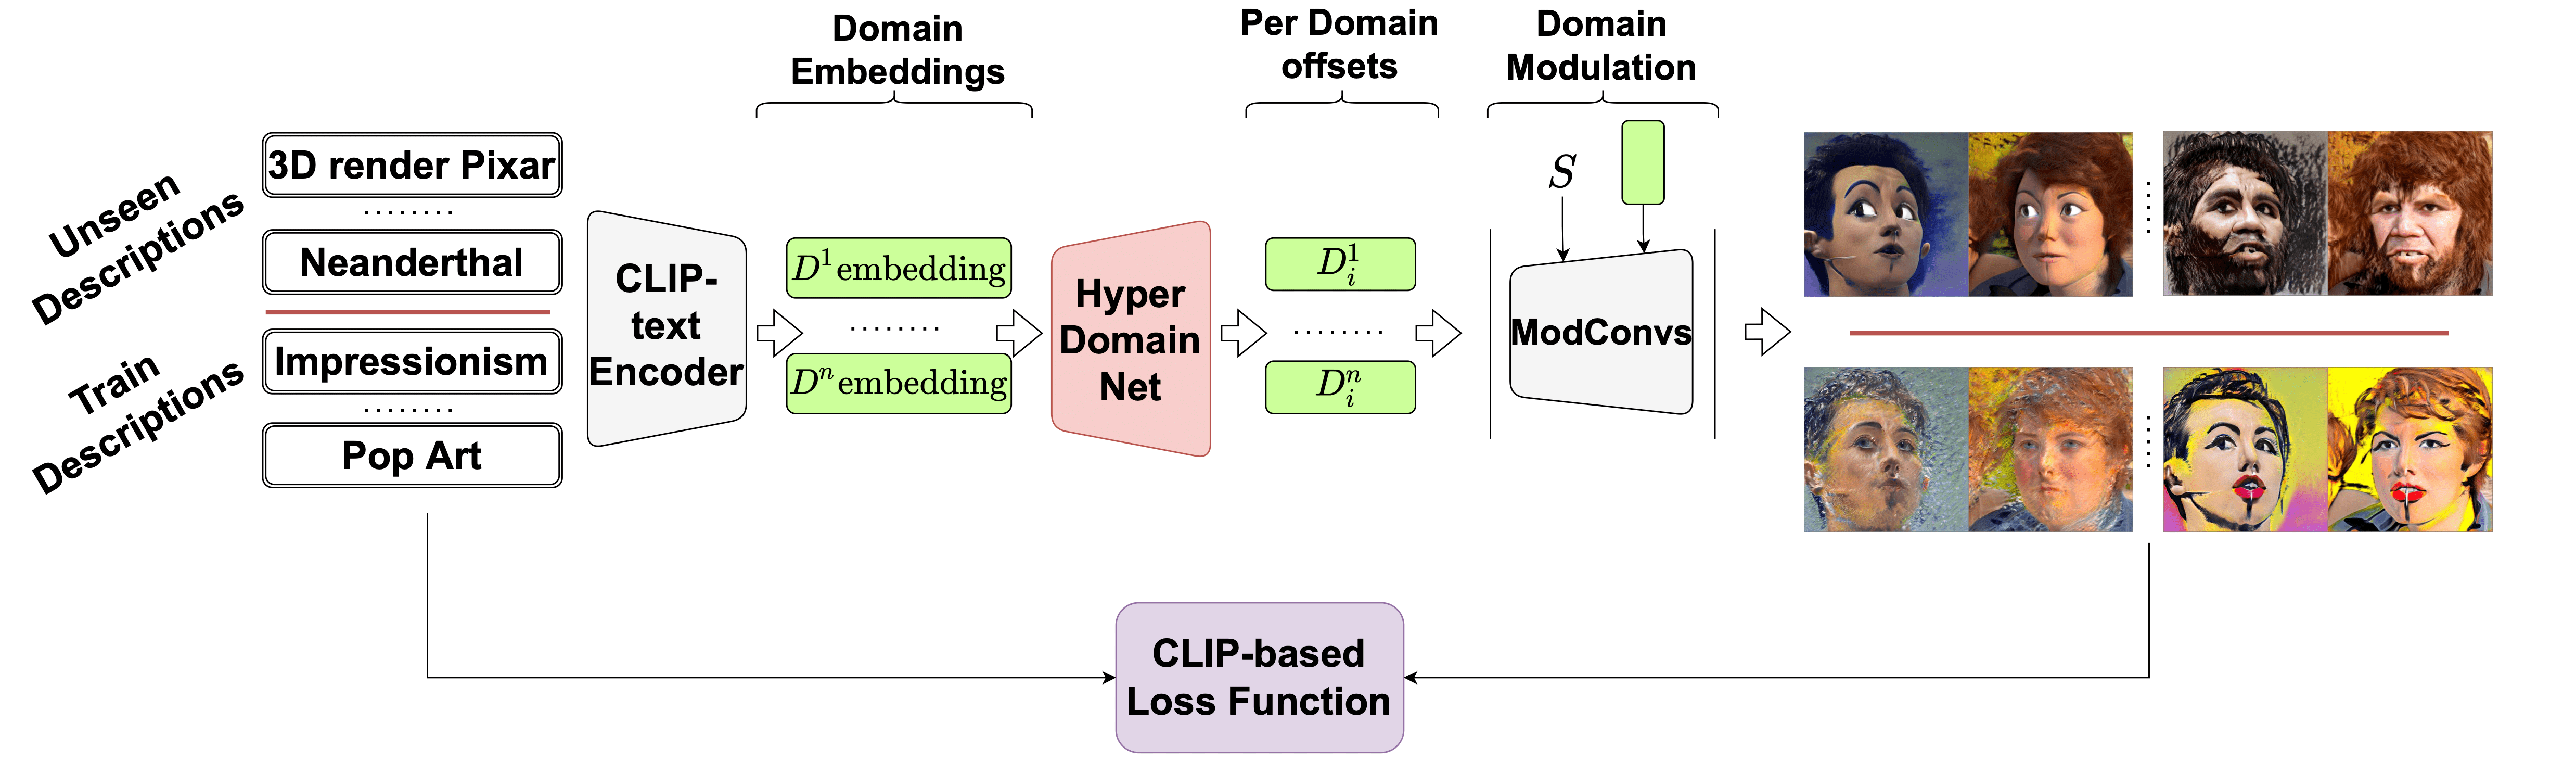 Domain
Embeddings
Per Domain
offsets
Domain
Modulation
Unseen
Descriptions
3D render Pixar
........
Neanderthal
Train
Descriptions
Impressionism
........
Pop Art
CLIP-
text
Encoder
D^1 embedding
........
D^n embedding
Hyper
Domain
Net
D_i^1
........
D_i^n
S
ModConvs
CLIP-based
Loss Function